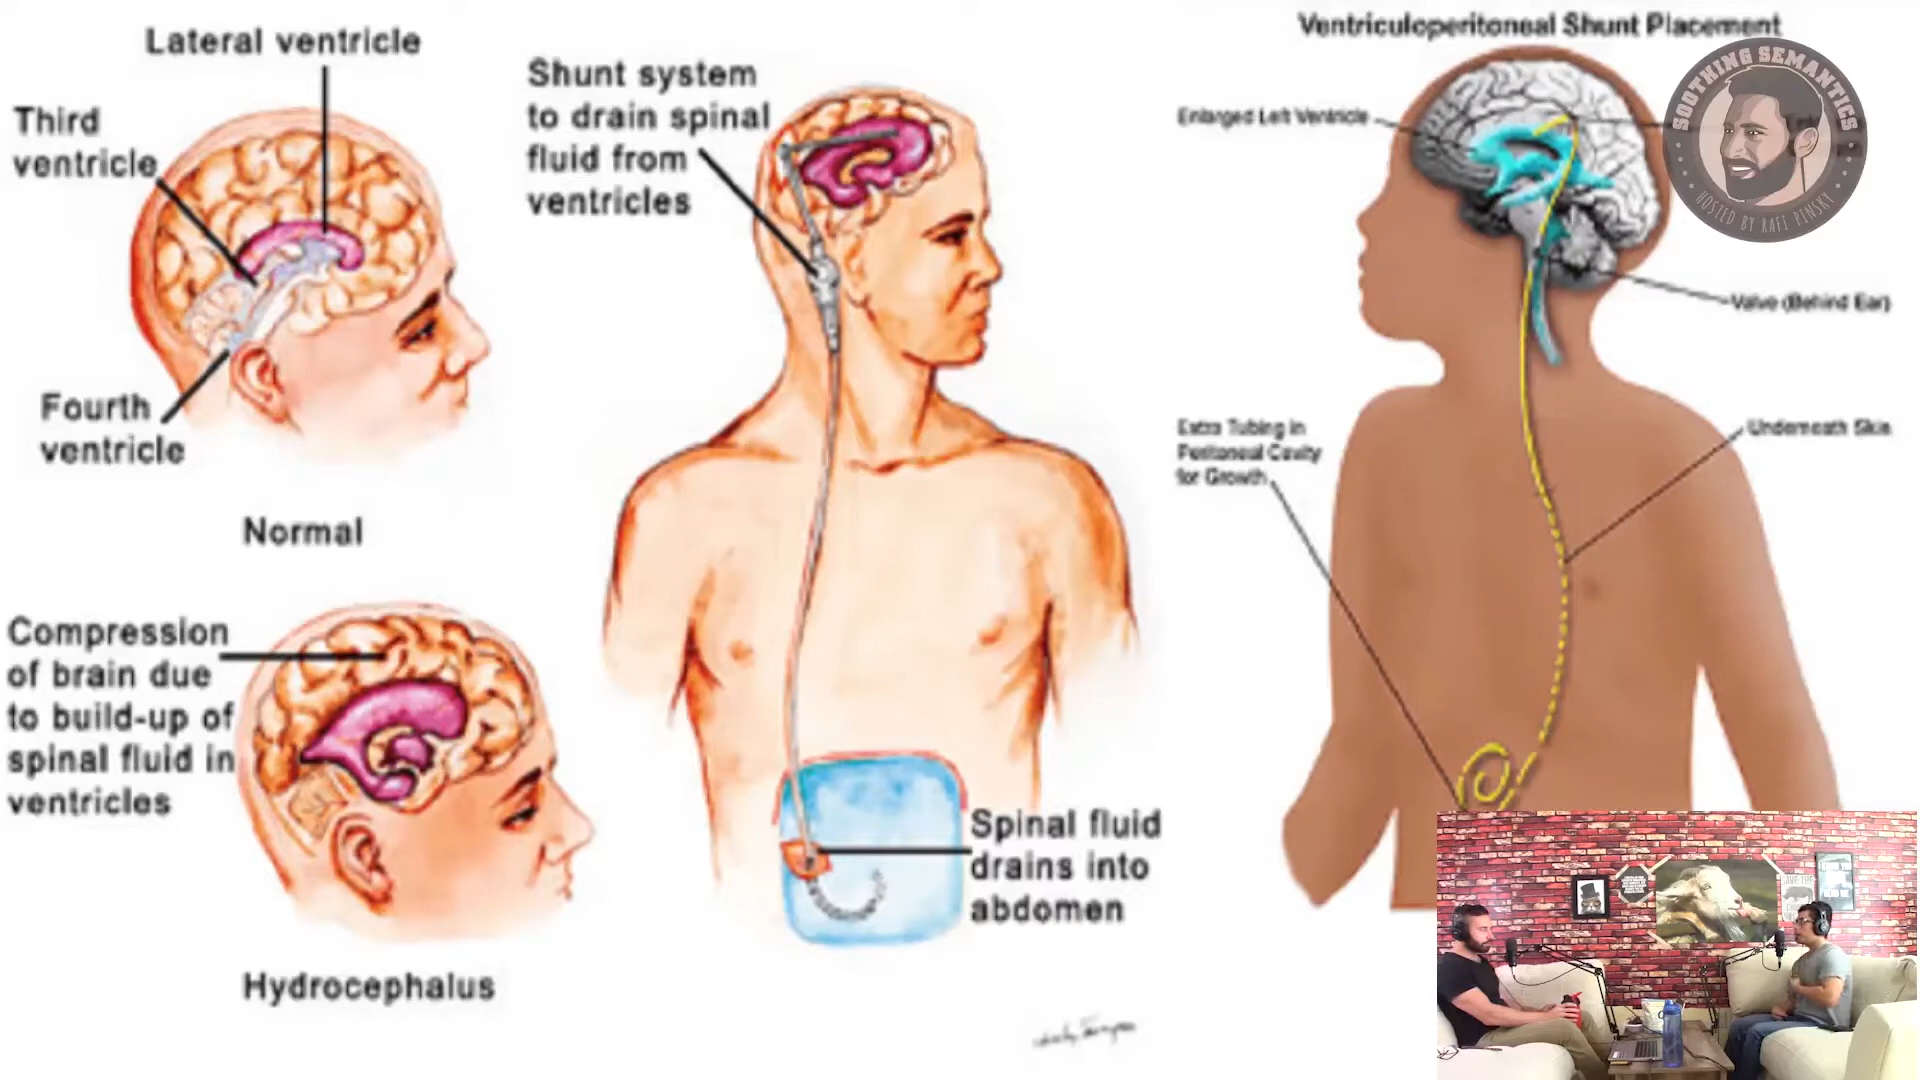 Lateral ventricle
Third
ventricle
Fourth
ventricle
Normal
Compression
of brain due
to build-up of
spinal fluid in
ventricles
Hydrocephalus
Shunt system
to drain spinal
fluid from
ventricles
Spinal fluid
drains into
abdomen
Ventriculoperitoneal Shunt Placement
Enlarged Left Ventricle
Valve (Behind Ear)
Extra Tubing in
Peritoneal Cavity
for Growth
Underneath Skin
SOOTHING SEMANTICS
HOSTED BY RAFI PINSKY